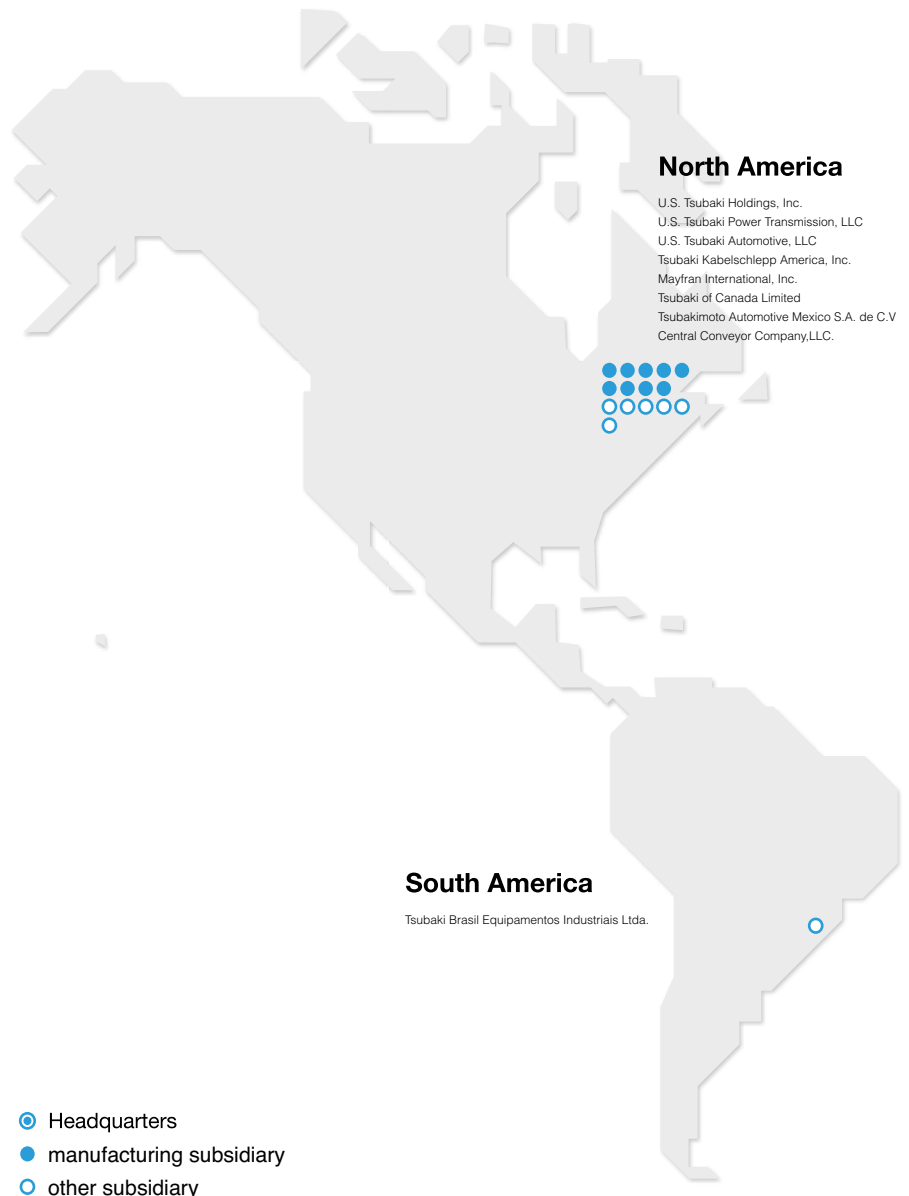 North America
U.S. Tsubaki Holdings, Inc.
U.S. Tsubaki Power Transmission, LLC
U.S. Tsubaki Automotive, LLC
Tsubaki Kabelschlepp America, Inc.
Mayfran International, Inc.
Tsubaki of Canada Limited
Tsubakimoto Automotive Mexico S.A. de C.V
Central Conveyor Company,LLC.
South America
Tsubaki Brasil Equipamentos Industriais Ltda.
Headquarters
manufacturing subsidiary
other subsidiary